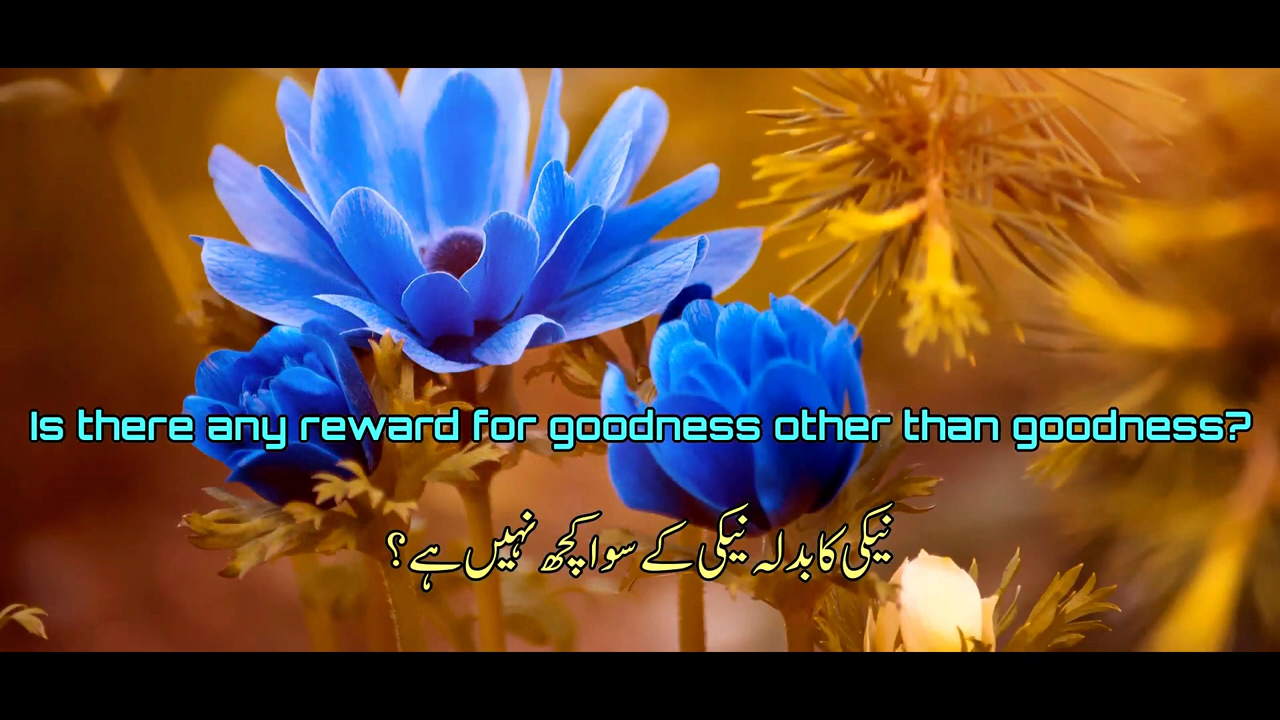 Is there any reward for goodness other than goodness?
نیکی کا بدلہ نیکی کے سوا کچھ نہیں ہے؟